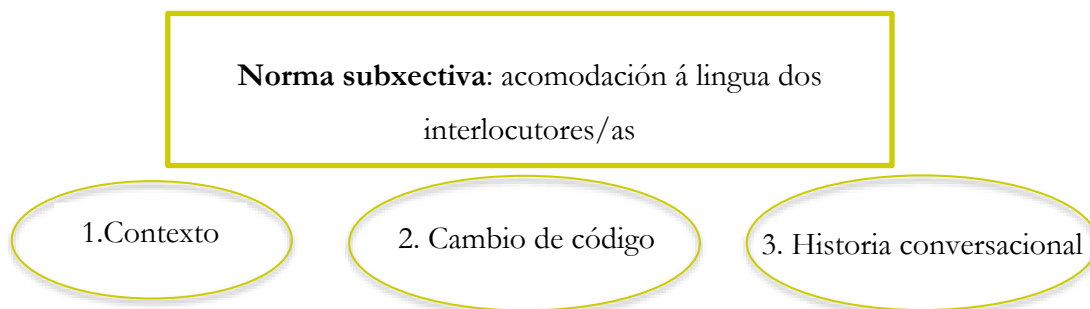 Norma subxectiva: acomodación á lingua dos
interlocutores/as
1.Contexto
2. Cambio de código
3. Historia conversacional